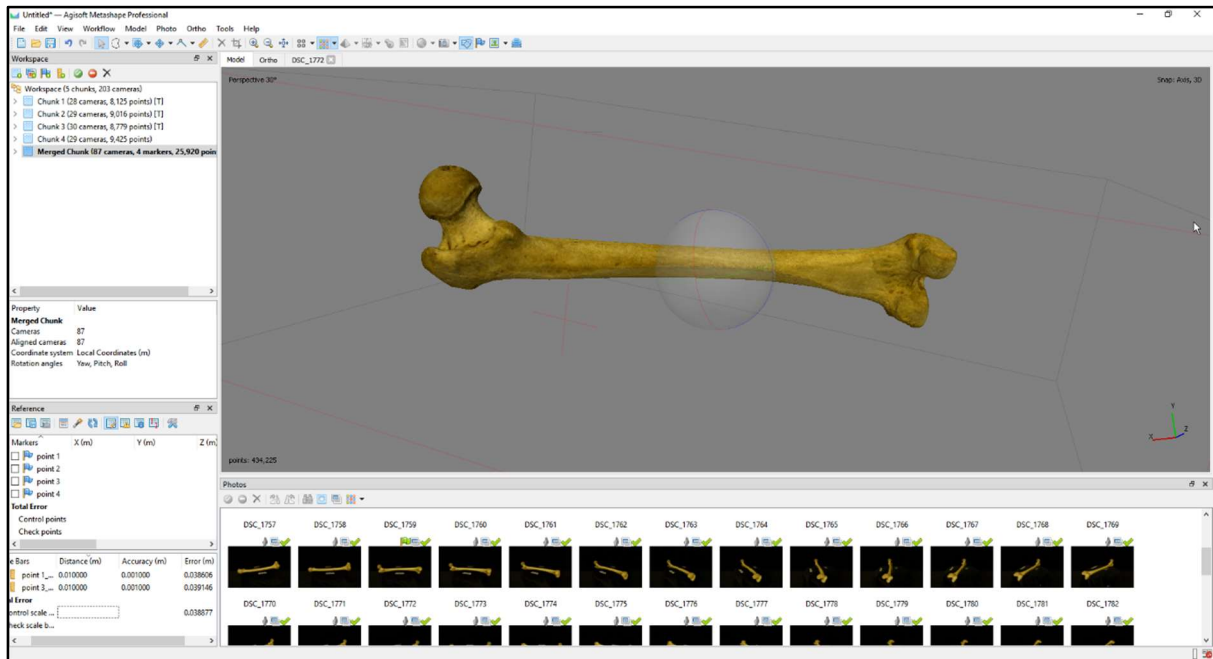 Untitled* — Agisoft Metashape Professional
File Edit View Workflow Model Photo Ortho Tools Help
Workspace
Workspace (5 chunks, 203 cameras)
Chunk 1 (28 cameras, 8,125 points) [T]
Chunk 2 (29 cameras, 9,016 points) [T]
Chunk 3 (30 cameras, 8,779 points) [T]
Chunk 4 (29 cameras, 9,425 points)
Merged Chunk (87 cameras, 4 markers, 25,920 poin
Property Value
Merged Chunk
Cameras 87
Aligned cameras 87
Coordinate system Local Coordinates (m)
Rotation angles Yaw, Pitch, Roll
Reference
Markers X (m) Y (m) Z (m)
point 1
point 2
point 3
point 4
Total Error
Control points
Check points
e Bars Distance (m) Accuracy (m) Error (m)
point 1_... 0.010000 0.001000 0.038606
point 3_... 0.010000 0.001000 0.039146
al Error
ontrol scale ... 0.038877
heck scale b...
Model Ortho DSC_1772
Perspective 30°
Snap: Axis, 3D
Y
X
Z
points: 434,225
Photos
DSC_1757 DSC_1758 DSC_1759 DSC_1760 DSC_1761 DSC_1762 DSC_1763 DSC_1764 DSC_1765 DSC_1766 DSC_1767 DSC_1768 DSC_1769
DSC_1770 DSC_1771 DSC_1772 DSC_1773 DSC_1774 DSC_1775 DSC_1776 DSC_1777 DSC_1778 DSC_1779 DSC_1780 DSC_1781 DSC_1782